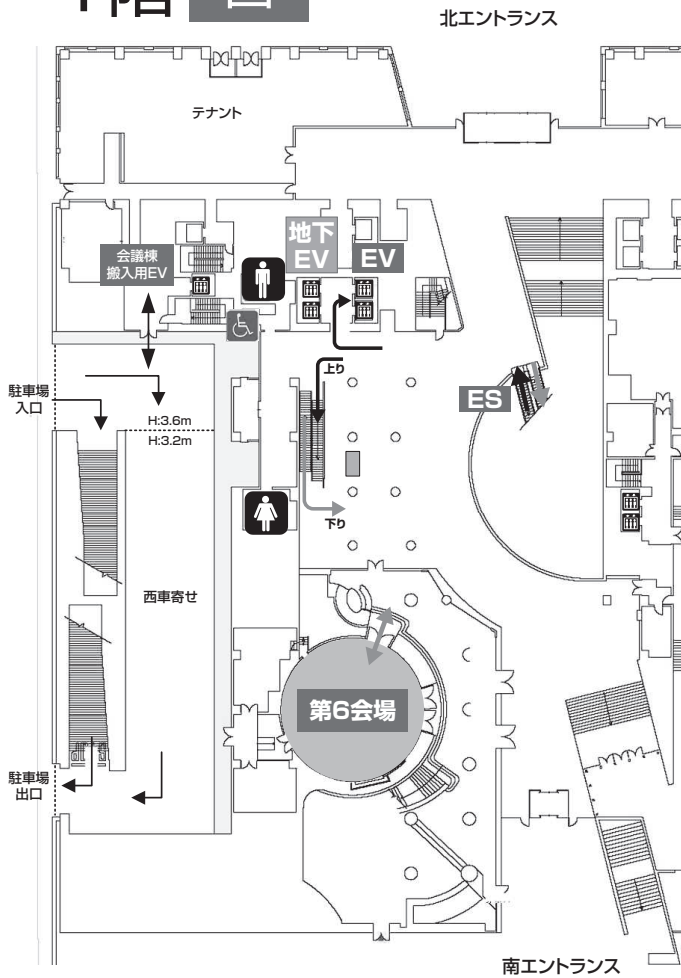 1階
北エントランス
テナント
地下
EV
EV
会議棟
搬入用EV
上り
駐車場
入口
ES
H:3.6m
H:3.2m
下り
西車寄せ
第6会場
駐車場
出口
南エントランス